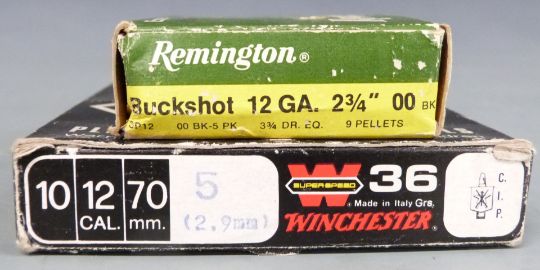 Remington®
Buckshot 12 GA. 2¾" 00 BK
SP12 00 BK-5 PK 3¾ DR. EQ. 9 PELLETS
10 12 CAL. 70 mm. 5 (2,9mm)
SUPER-SPEED
W 36
Made in Italy Grs.
WINCHESTER®
C. I. P.